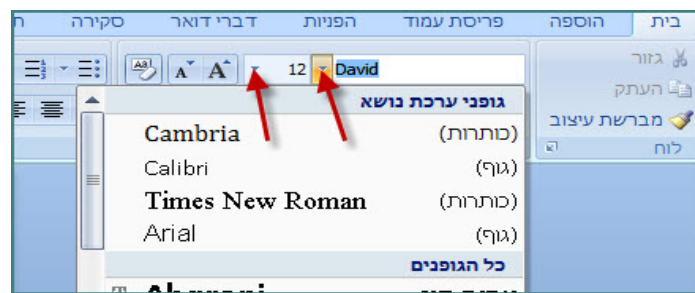 בית הוספה פריסת עמוד הפניות דברי דואר סקירה
גזור
העתק
מברשת עיצוב
לוח
David 12
גופני ערכת נושא
Cambria (כותרות)
Calibri (גוף)
Times New Roman (כותרות)
Arial (גוף)
כל הגופנים